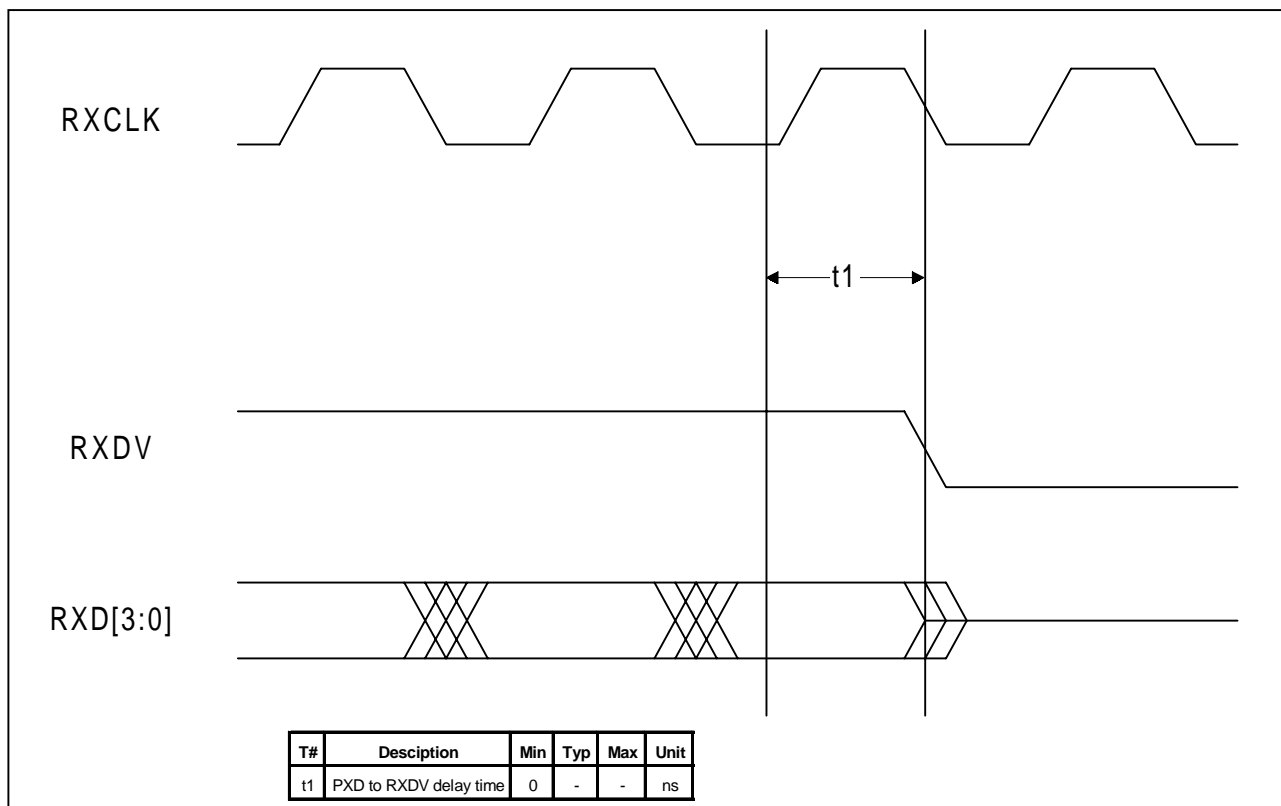 RXCLK
t1
RXDV
RXD[3:0]
T# Desciption Min Typ Max Unit
t1 PXD to RXDV delay time 0 - - ns